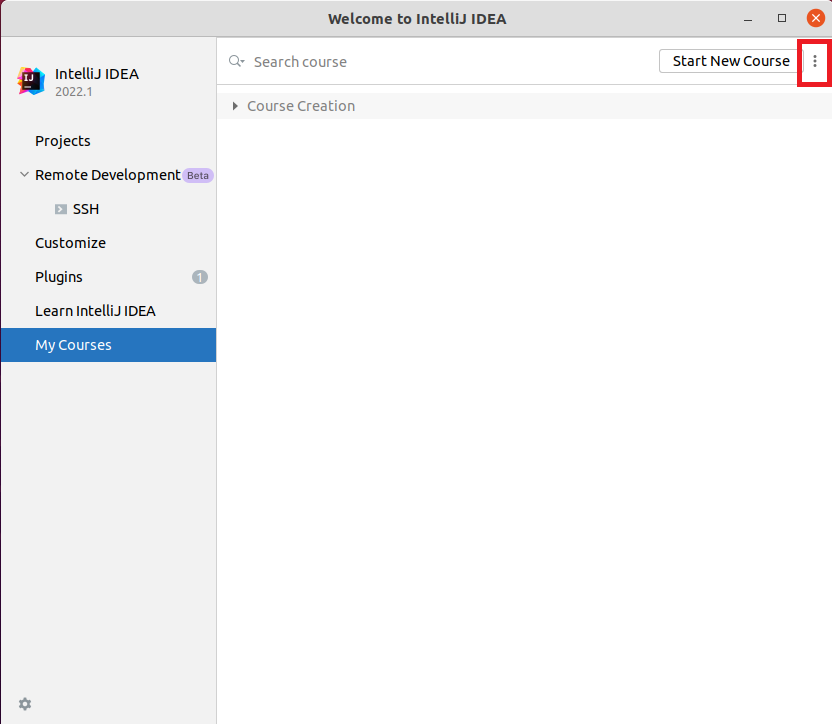 Welcome to IntelliJ IDEA
IJ
IntelliJ IDEA
2022.1
Projects
Remote Development Beta
SSH
Customize
Plugins 1
Learn IntelliJ IDEA
My Courses
Search course
Start New Course
Course Creation